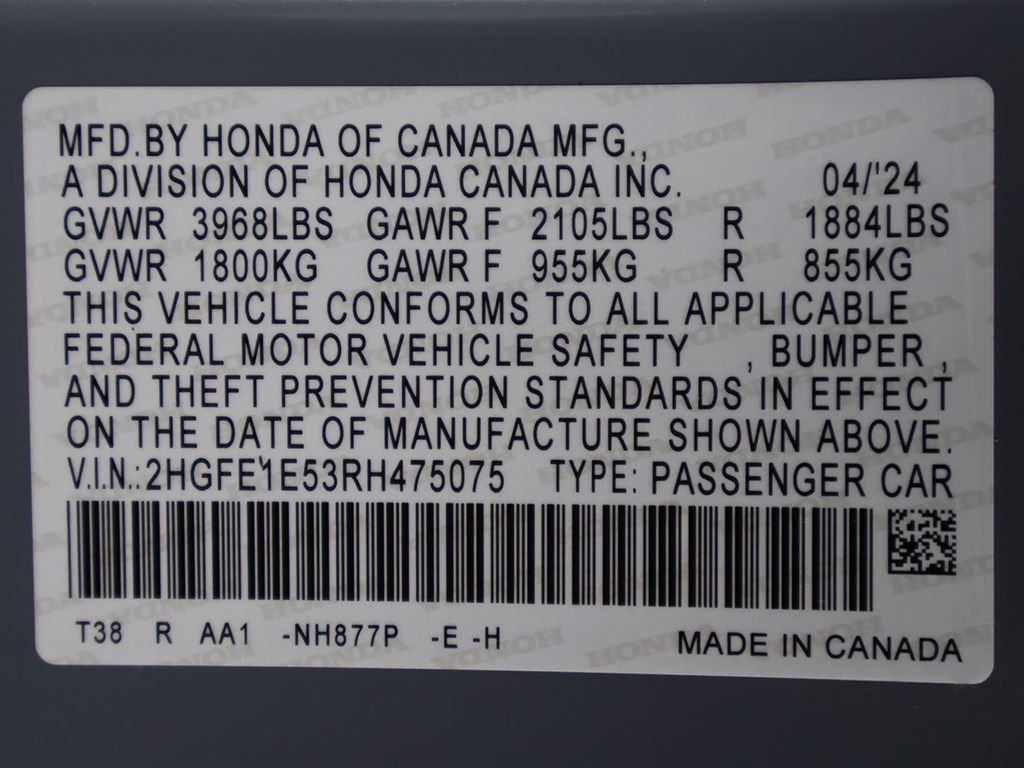 MFD.BY HONDA OF CANADA MFG.,
A DIVISION OF HONDA CANADA INC. 04/'24
GVWR 3968LBS GAWR F 2105LBS R 1884LBS
GVWR 1800KG GAWR F 955KG R 855KG
THIS VEHICLE CONFORMS TO ALL APPLICABLE
FEDERAL MOTOR VEHICLE SAFETY , BUMPER ,
AND THEFT PREVENTION STANDARDS IN EFFECT
ON THE DATE OF MANUFACTURE SHOWN ABOVE.
V.I.N.:2HGFE1E53RH475075 TYPE: PASSENGER CAR
T38 R AA1 -NH877P -E -H MADE IN CANADA